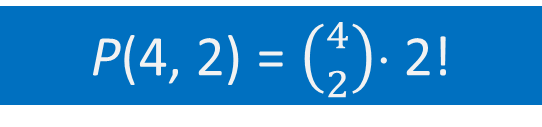 P(4, 2) = (4 2) · 2!